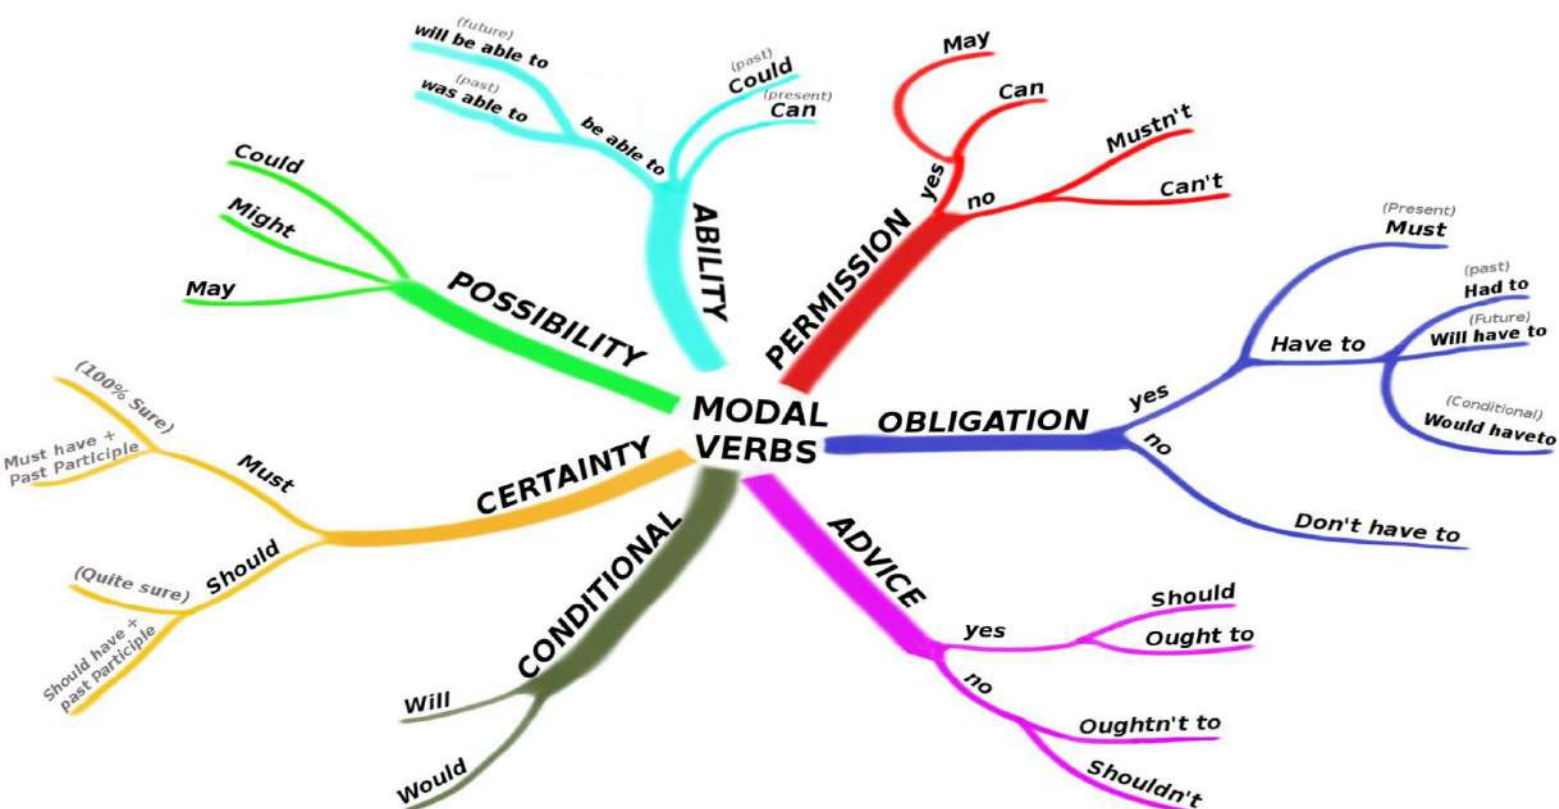 MODAL
VERBS
ABILITY
be able to
(future)
will be able to
(past)
was able to
(past)
Could
(present)
Can
PERMISSION
yes
May
Can
no
Mustn't
Can't
OBLIGATION
yes
(Present)
Must
Have to
(past)
Had to
(Future)
Will have to
(Conditional)
Would haveto
no
Don't have to
ADVICE
yes
Should
Ought to
no
Oughtn't to
Shouldn't
CONDITIONAL
Will
Would
CERTAINTY
Must
(100% Sure)
Must have +
Past Participle
Should
(Quite sure)
Should have +
past Participle
POSSIBILITY
Could
Might
May